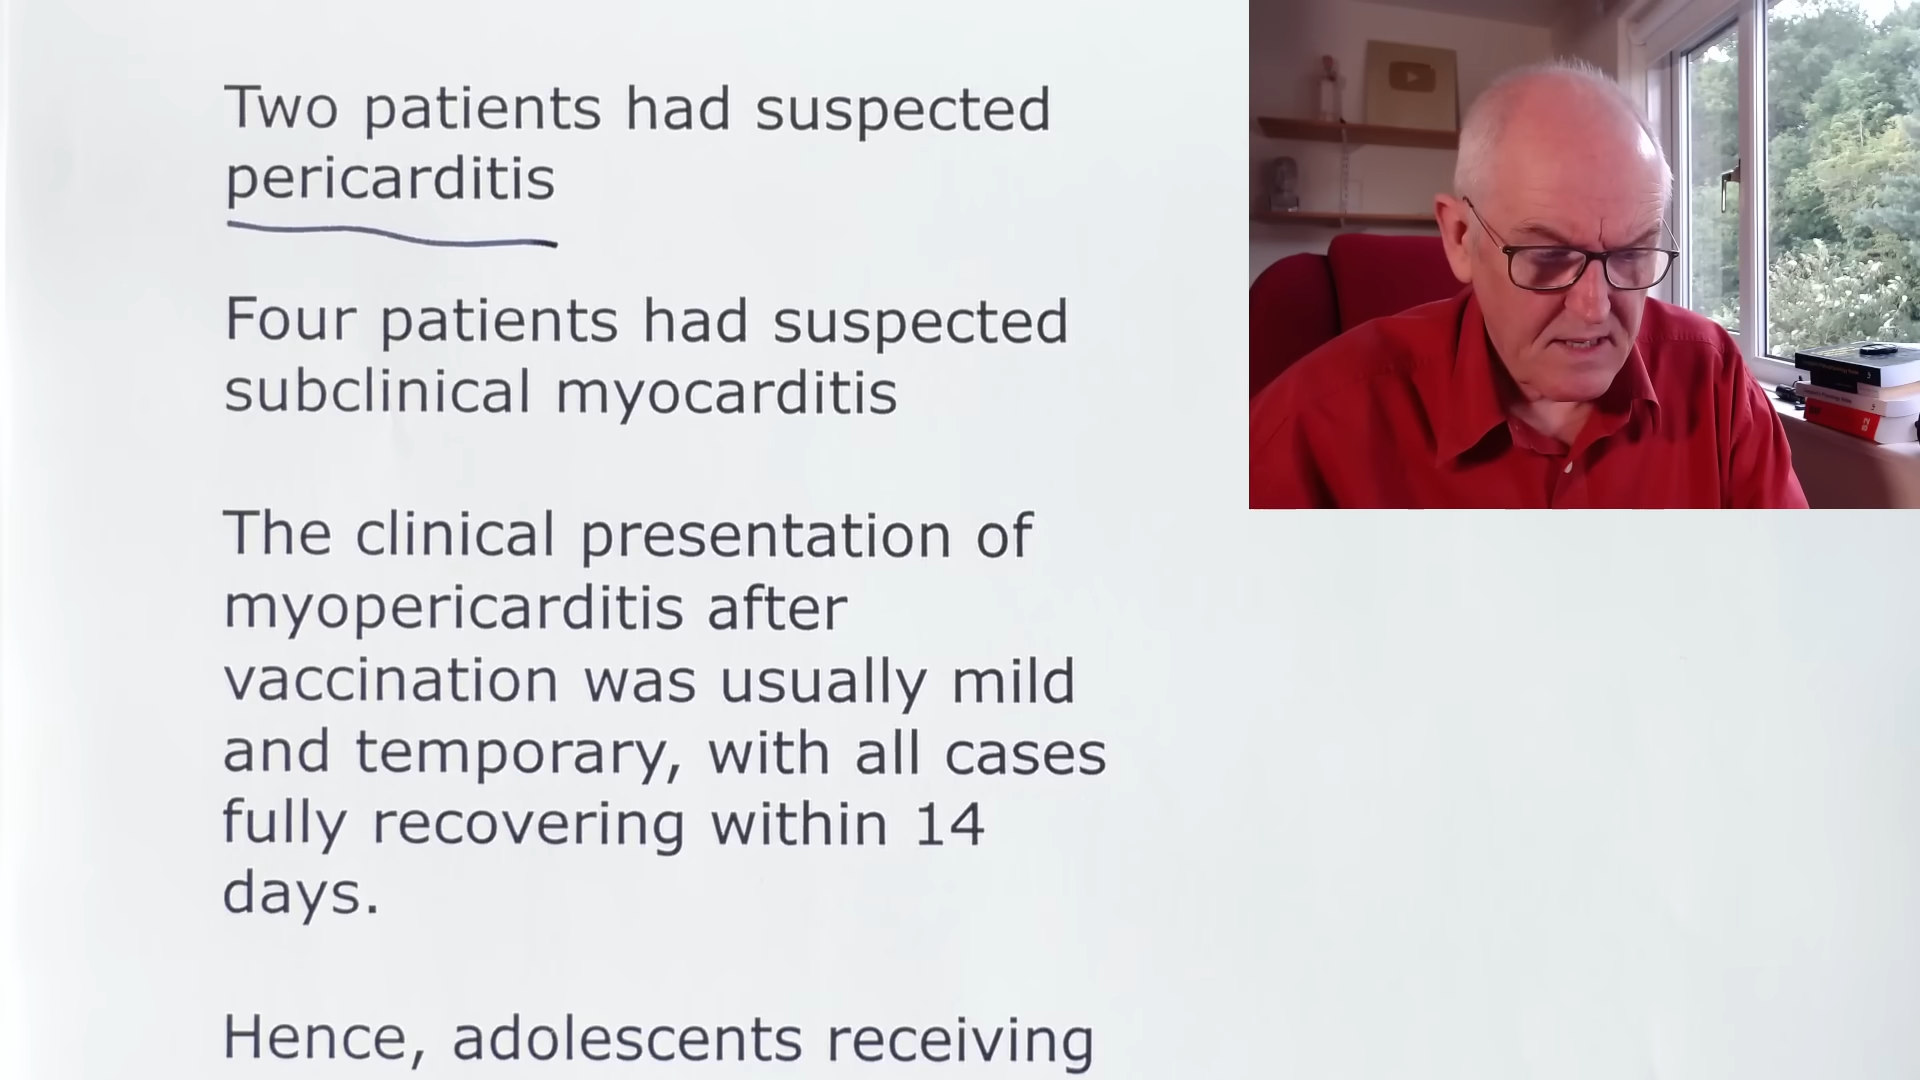 Two patients had suspected
pericarditis
Four patients had suspected
subclinical myocarditis
The clinical presentation of
myopericarditis after
vaccination was usually mild
and temporary, with all cases
fully recovering within 14
days.
Hence, adolescents receiving